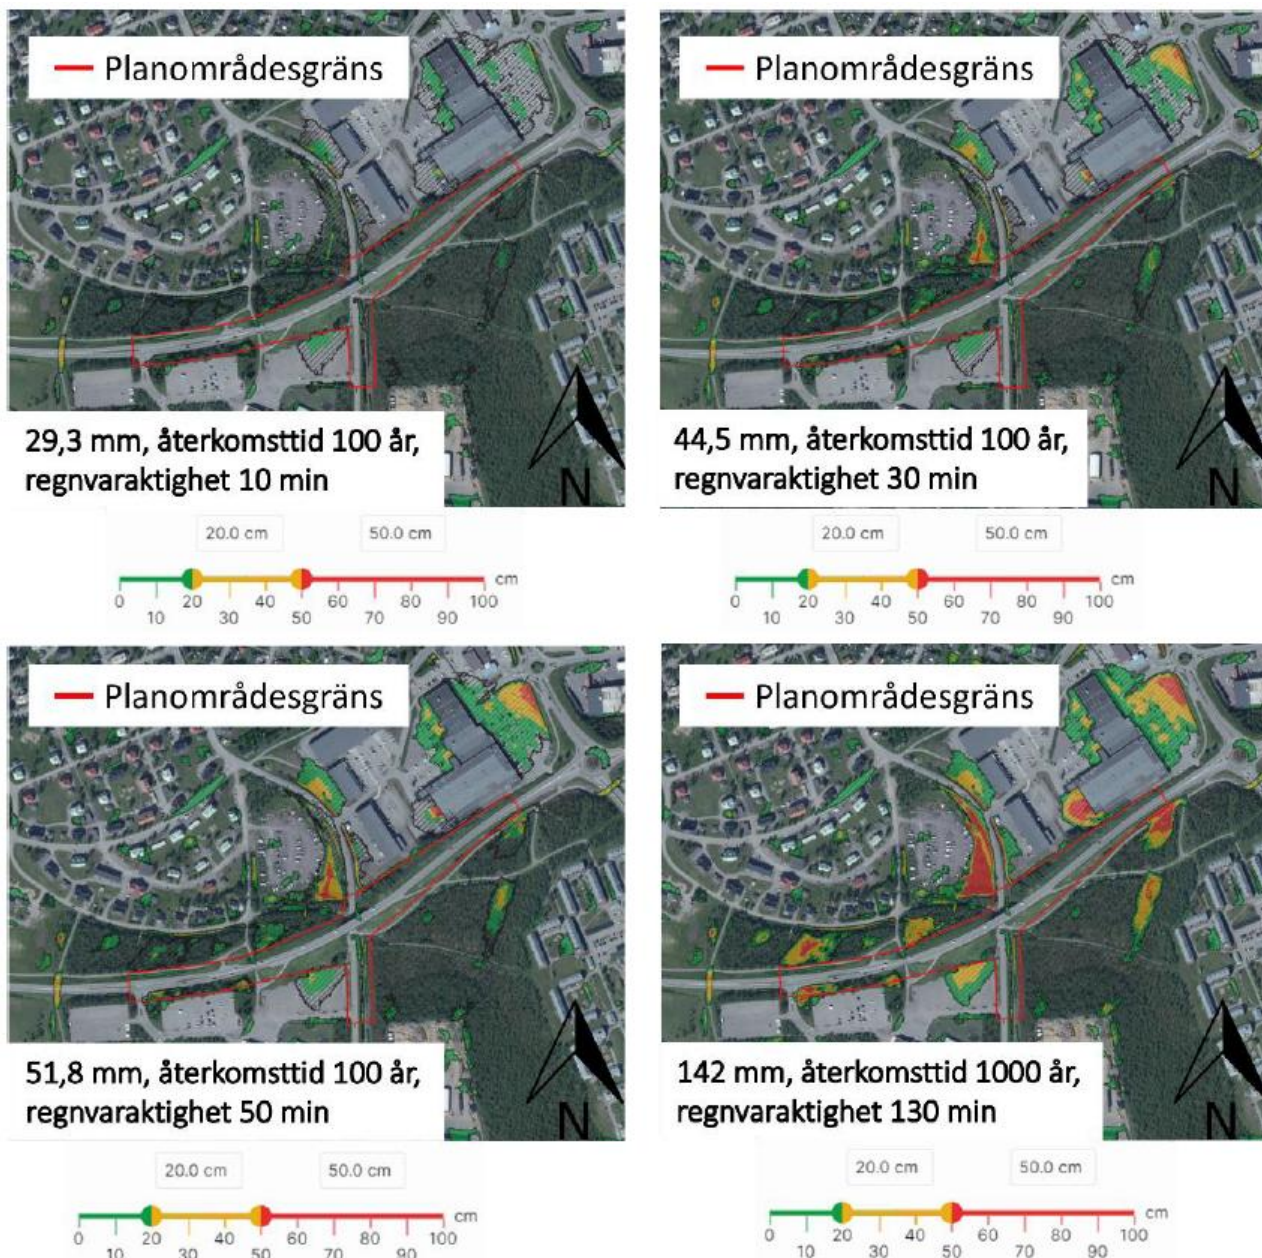 Planområdesgräns
Planområdesgräns
29,3 mm, återkomsttid 100 år,
regnvaraktighet 10 min
N
44,5 mm, återkomsttid 100 år,
regnvaraktighet 30 min
N
20.0 cm 50.0 cm
cm
0 20 40 60 80 100
10 30 50 70 90
20.0 cm 50.0 cm
cm
0 20 40 60 80 100
10 30 50 70 90
Planområdesgräns
Planområdesgräns
51,8 mm, återkomsttid 100 år,
regnvaraktighet 50 min
N
142 mm, återkomsttid 1000 år,
regnvaraktighet 130 min
N
20.0 cm 50.0 cm
cm
0 20 40 60 80 100
10 30 50 70 90
20.0 cm 50.0 cm
cm
0 20 40 60 80 100
10 30 50 70 90